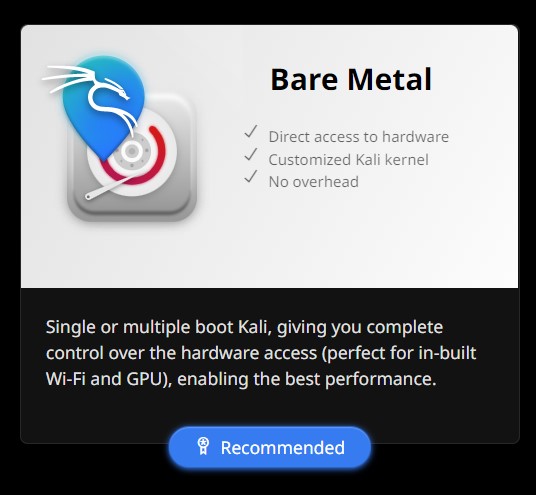 Bare Metal
Direct access to hardware
Customized Kali kernel
No overhead
Single or multiple boot Kali, giving you complete
control over the hardware access (perfect for in-built
Wi-Fi and GPU), enabling the best performance.
Recommended